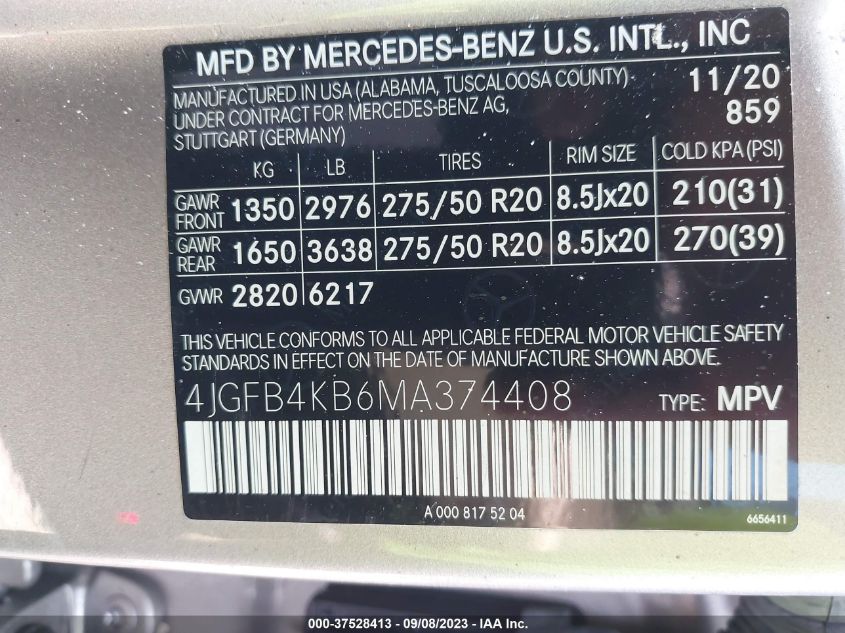 MFD BY MERCEDES-BENZ U.S. INTL., INC
MANUFACTURED IN USA (ALABAMA, TUSCALOOSA COUNTY) 11/20
UNDER CONTRACT FOR MERCEDES-BENZ AG, 859
STUTTGART (GERMANY)
KG LB TIRES RIM SIZE COLD KPA (PSI)
GAWR FRONT 1350 2976 275/50 R20 8.5Jx20 210(31)
GAWR REAR 1650 3638 275/50 R20 8.5Jx20 270(39)
GVWR 2820 6217
THIS VEHICLE CONFORMS TO ALL APPLICABLE FEDERAL MOTOR VEHICLE SAFETY
STANDARDS IN EFFECT ON THE DATE OF MANUFACTURE SHOWN ABOVE.
4JGFB4KB6MA374408 TYPE: MPV
A 000 817 52 04 6656411
000-37528413 - 09/08/2023 - © IAA Inc.